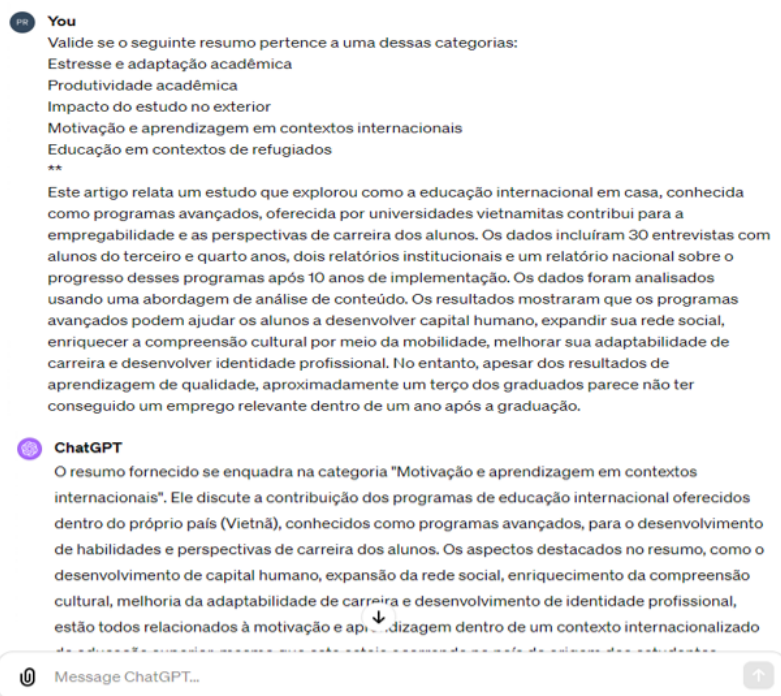 PR You
Valide se o seguinte resumo pertence a uma dessas categorias:
Estresse e adaptação acadêmica
Produtividade acadêmica
Impacto do estudo no exterior
Motivação e aprendizagem em contextos internacionais
Educação em contextos de refugiados
**
Este artigo relata um estudo que explorou como a educação internacional em casa, conhecida
como programas avançados, oferecida por universidades vietnamitas contribui para a
empregabilidade e as perspectivas de carreira dos alunos. Os dados incluíram 30 entrevistas com
alunos do terceiro e quarto anos, dois relatórios institucionais e um relatório nacional sobre o
progresso desses programas após 10 anos de implementação. Os dados foram analisados
usando uma abordagem de análise de conteúdo. Os resultados mostraram que os programas
avançados podem ajudar os alunos a desenvolver capital humano, expandir sua rede social,
enriquecer a compreensão cultural por meio da mobilidade, melhorar sua adaptabilidade de
carreira e desenvolver identidade profissional. No entanto, apesar dos resultados de
aprendizagem de qualidade, aproximadamente um terço dos graduados parece não ter
conseguido um emprego relevante dentro de um ano após a graduação.
ChatGPT
O resumo fornecido se enquadra na categoria "Motivação e aprendizagem em contextos
internacionais". Ele discute a contribuição dos programas de educação internacional oferecidos
dentro do próprio país (Vietnã), conhecidos como programas avançados, para o desenvolvimento
de habilidades e perspectivas de carreira dos alunos. Os aspectos destacados no resumo, como o
desenvolvimento de capital humano, expansão da rede social, enriquecimento da compreensão
cultural, melhoria da adaptabilidade de carreira e desenvolvimento de identidade profissional,
estão todos relacionados à motivação e dentro de um contexto internacionalizado
Message ChatGPT...